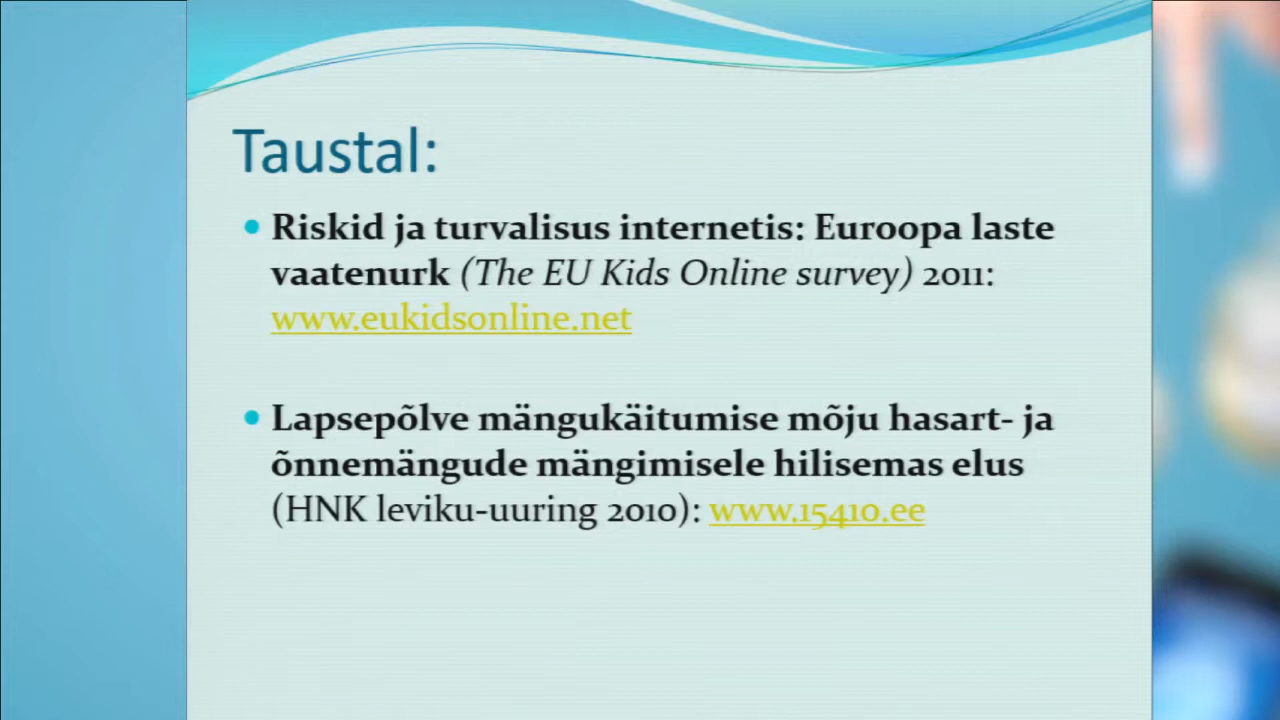 Taustal:
Riskid ja turvalisus internetis: Euroopa laste
vaatenurk (The EU Kids Online survey) 2011:
www.eukidsonline.net
Lapsepõlve mängukäitumise mõju hasart- ja
õnnemängude mängimisele hilisemas elus
(HNK leviku-uuring 2010): www.15410.ee